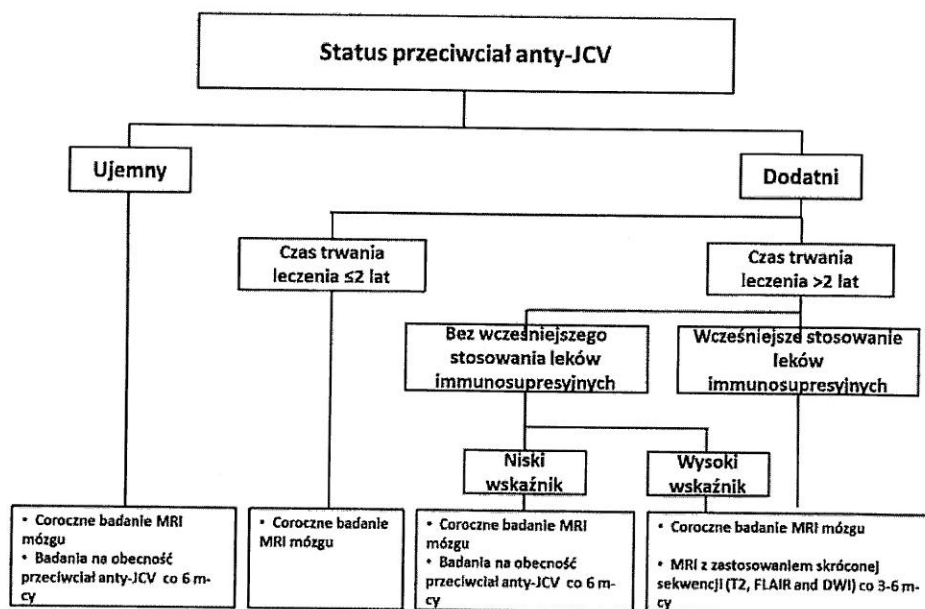 Status przeciwciał anty-JCV
Ujemny
Dodatni
Czas trwania
leczenia ≤2 lat
Czas trwania
leczenia >2 lat
Bez wcześniejszego
stosowania leków
immunosupresyjnych
Wcześniejsze stosowanie
leków
immunosupresyjnych
Niski
wskaźnik
Wysoki
wskaźnik
• Coroczne badanie MRI
mózgu
• Badania na obecność
przeciwciał anty-JCV co 6 m-
cy
• Coroczne badanie
MRI mózgu
• Coroczne badanie MRI
mózgu
• Badania na obecność
przeciwciał anty-JCV co 6 m-
cy
• Coroczne badanie MRI mózgu
• MRI z zastosowaniem skróconej
sekwencji (T2, FLAIR and DWI) co 3-6 m-
cy